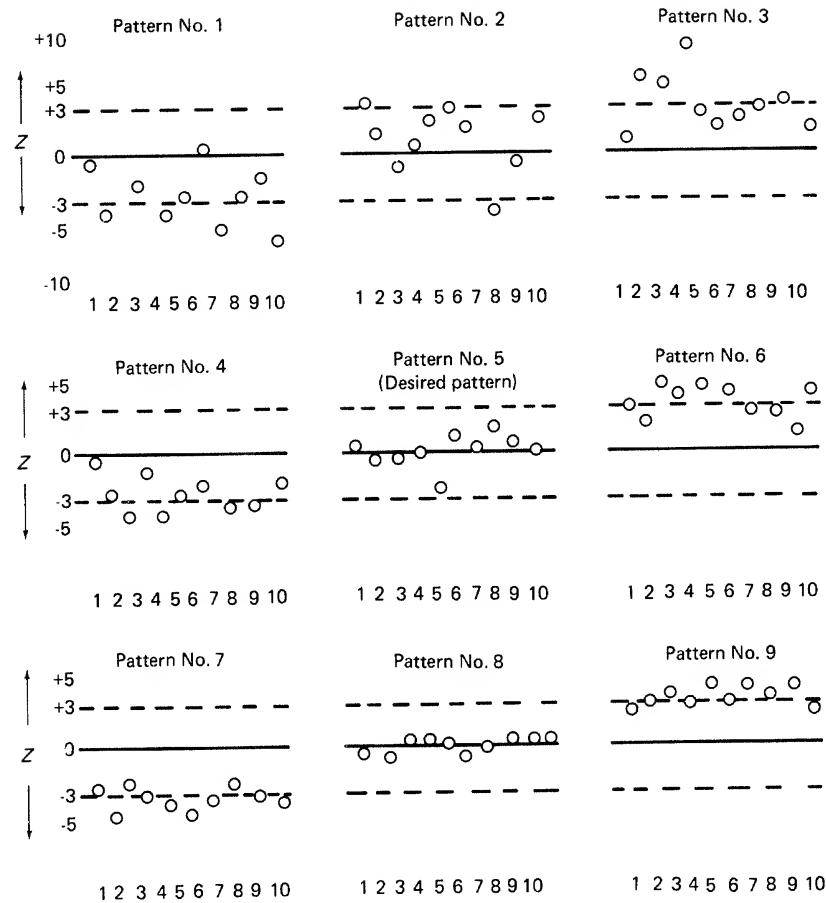 Pattern No. 1
Pattern No. 2
Pattern No. 3
+10
+5
+3
Z
0
-3
-5
-10
1 2 3 4 5 6 7 8 9 10
1 2 3 4 5 6 7 8 9 10
1 2 3 4 5 6 7 8 9 10
Pattern No. 4
Pattern No. 5
(Desired pattern)
Pattern No. 6
+5
+3
0
Z
-3
-5
1 2 3 4 5 6 7 8 9 10
1 2 3 4 5 6 7 8 9 10
1 2 3 4 5 6 7 8 9 10
Pattern No. 7
Pattern No. 8
Pattern No. 9
+5
+3
0
Z
-3
-5
1 2 3 4 5 6 7 8 9 10
1 2 3 4 5 6 7 8 9 10
1 2 3 4 5 6 7 8 9 10